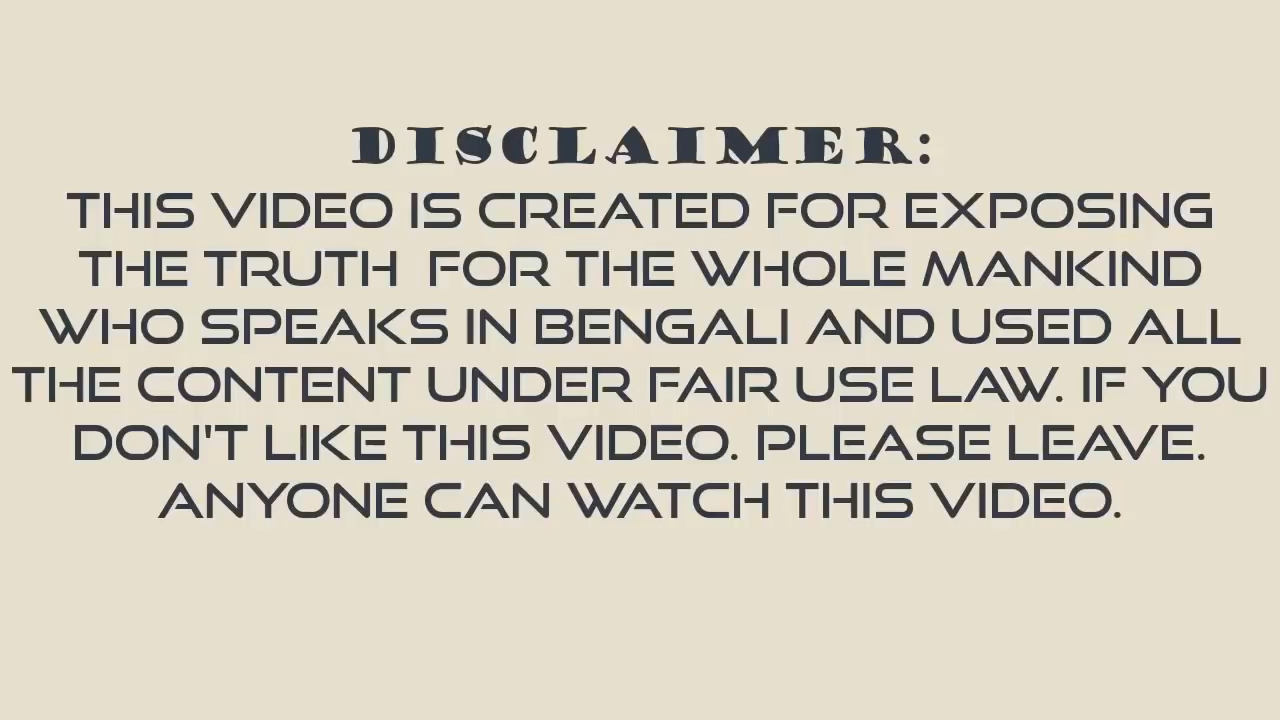 DISCLAIMER:
THIS VIDEO IS CREATED FOR EXPOSING
THE TRUTH  FOR THE WHOLE MANKIND
WHO SPEAKS IN BENGALI AND USED ALL
THE CONTENT UNDER FAIR USE LAW. IF YOU
DON'T LIKE THIS VIDEO. PLEASE LEAVE.
ANYONE CAN WATCH THIS VIDEO.